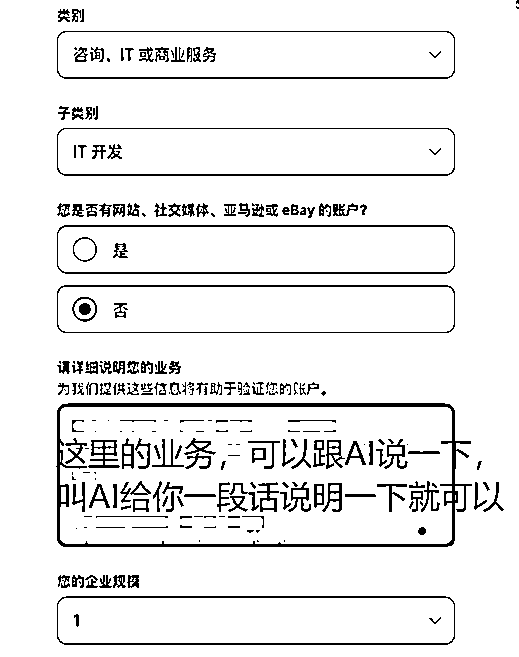 类别
咨询、IT 或商业服务
子类别
IT 开发
您是否有网站、社交媒体、亚马逊或 eBay 的账户?
是
否
请详细说明您的业务
为我们提供这些信息将有助于验证您的账户。
这里的业务，可以跟AI说一下，
叫AI给你一段话说明一下就可以
您的企业规模
1